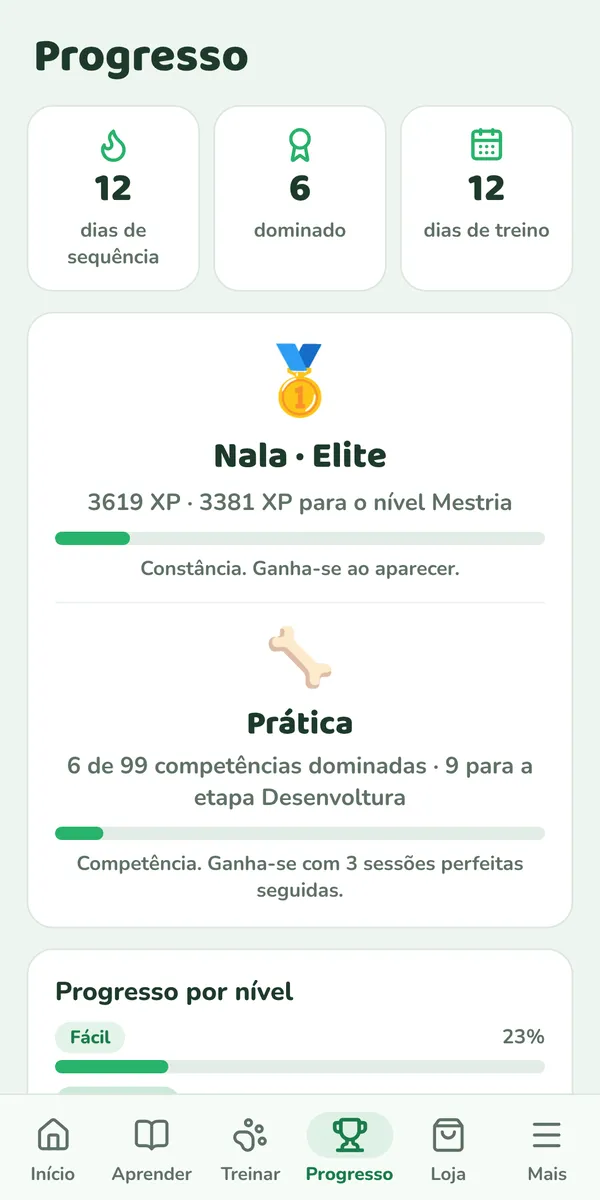 Progresso
12
dias de
sequência
6
dominado
12
dias de treino
1
Nala · Elite
3619 XP · 3381 XP para o nível Mestria
Constância. Ganha-se ao aparecer.
Prática
6 de 99 competências dominadas · 9 para a
etapa Desenvoltura
Competência. Ganha-se com 3 sessões perfeitas
seguidas.
Progresso por nível
Fácil
23%
Início
Aprender
Treinar
Progresso
Loja
Mais